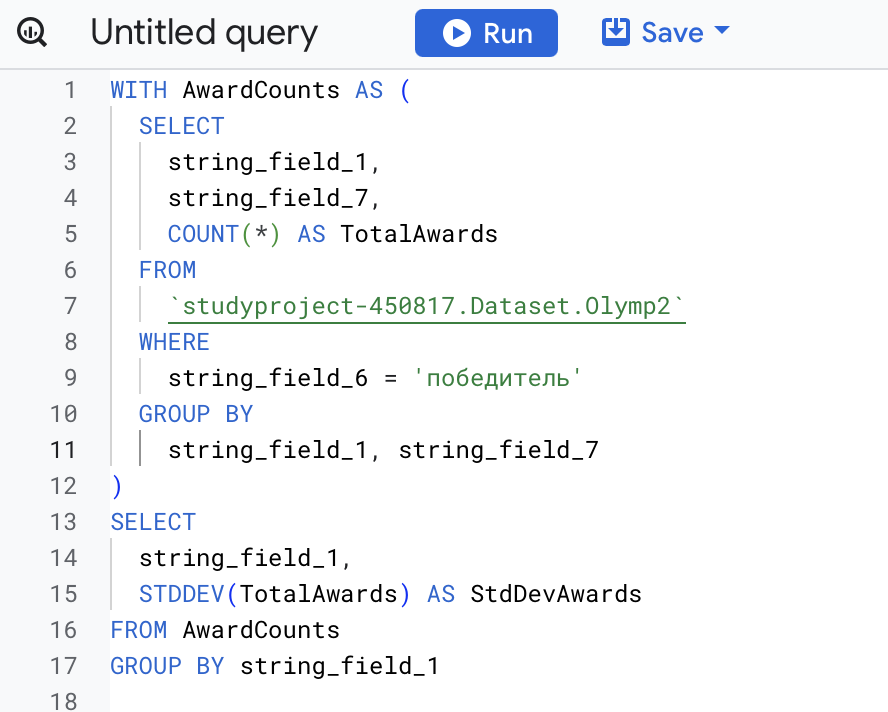 Untitled query Run Save
1 WITH AwardCounts AS (
2 SELECT
3 string_field_1,
4 string_field_7,
5 COUNT(*) AS TotalAwards
6 FROM
7 `studyproject-450817.Dataset.Olymp2`
8 WHERE
9 string_field_6 = 'победитель'
10 GROUP BY
11 string_field_1, string_field_7
12 )
13 SELECT
14 string_field_1,
15 STDDEV(TotalAwards) AS StdDevAwards
16 FROM AwardCounts
17 GROUP BY string_field_1
18